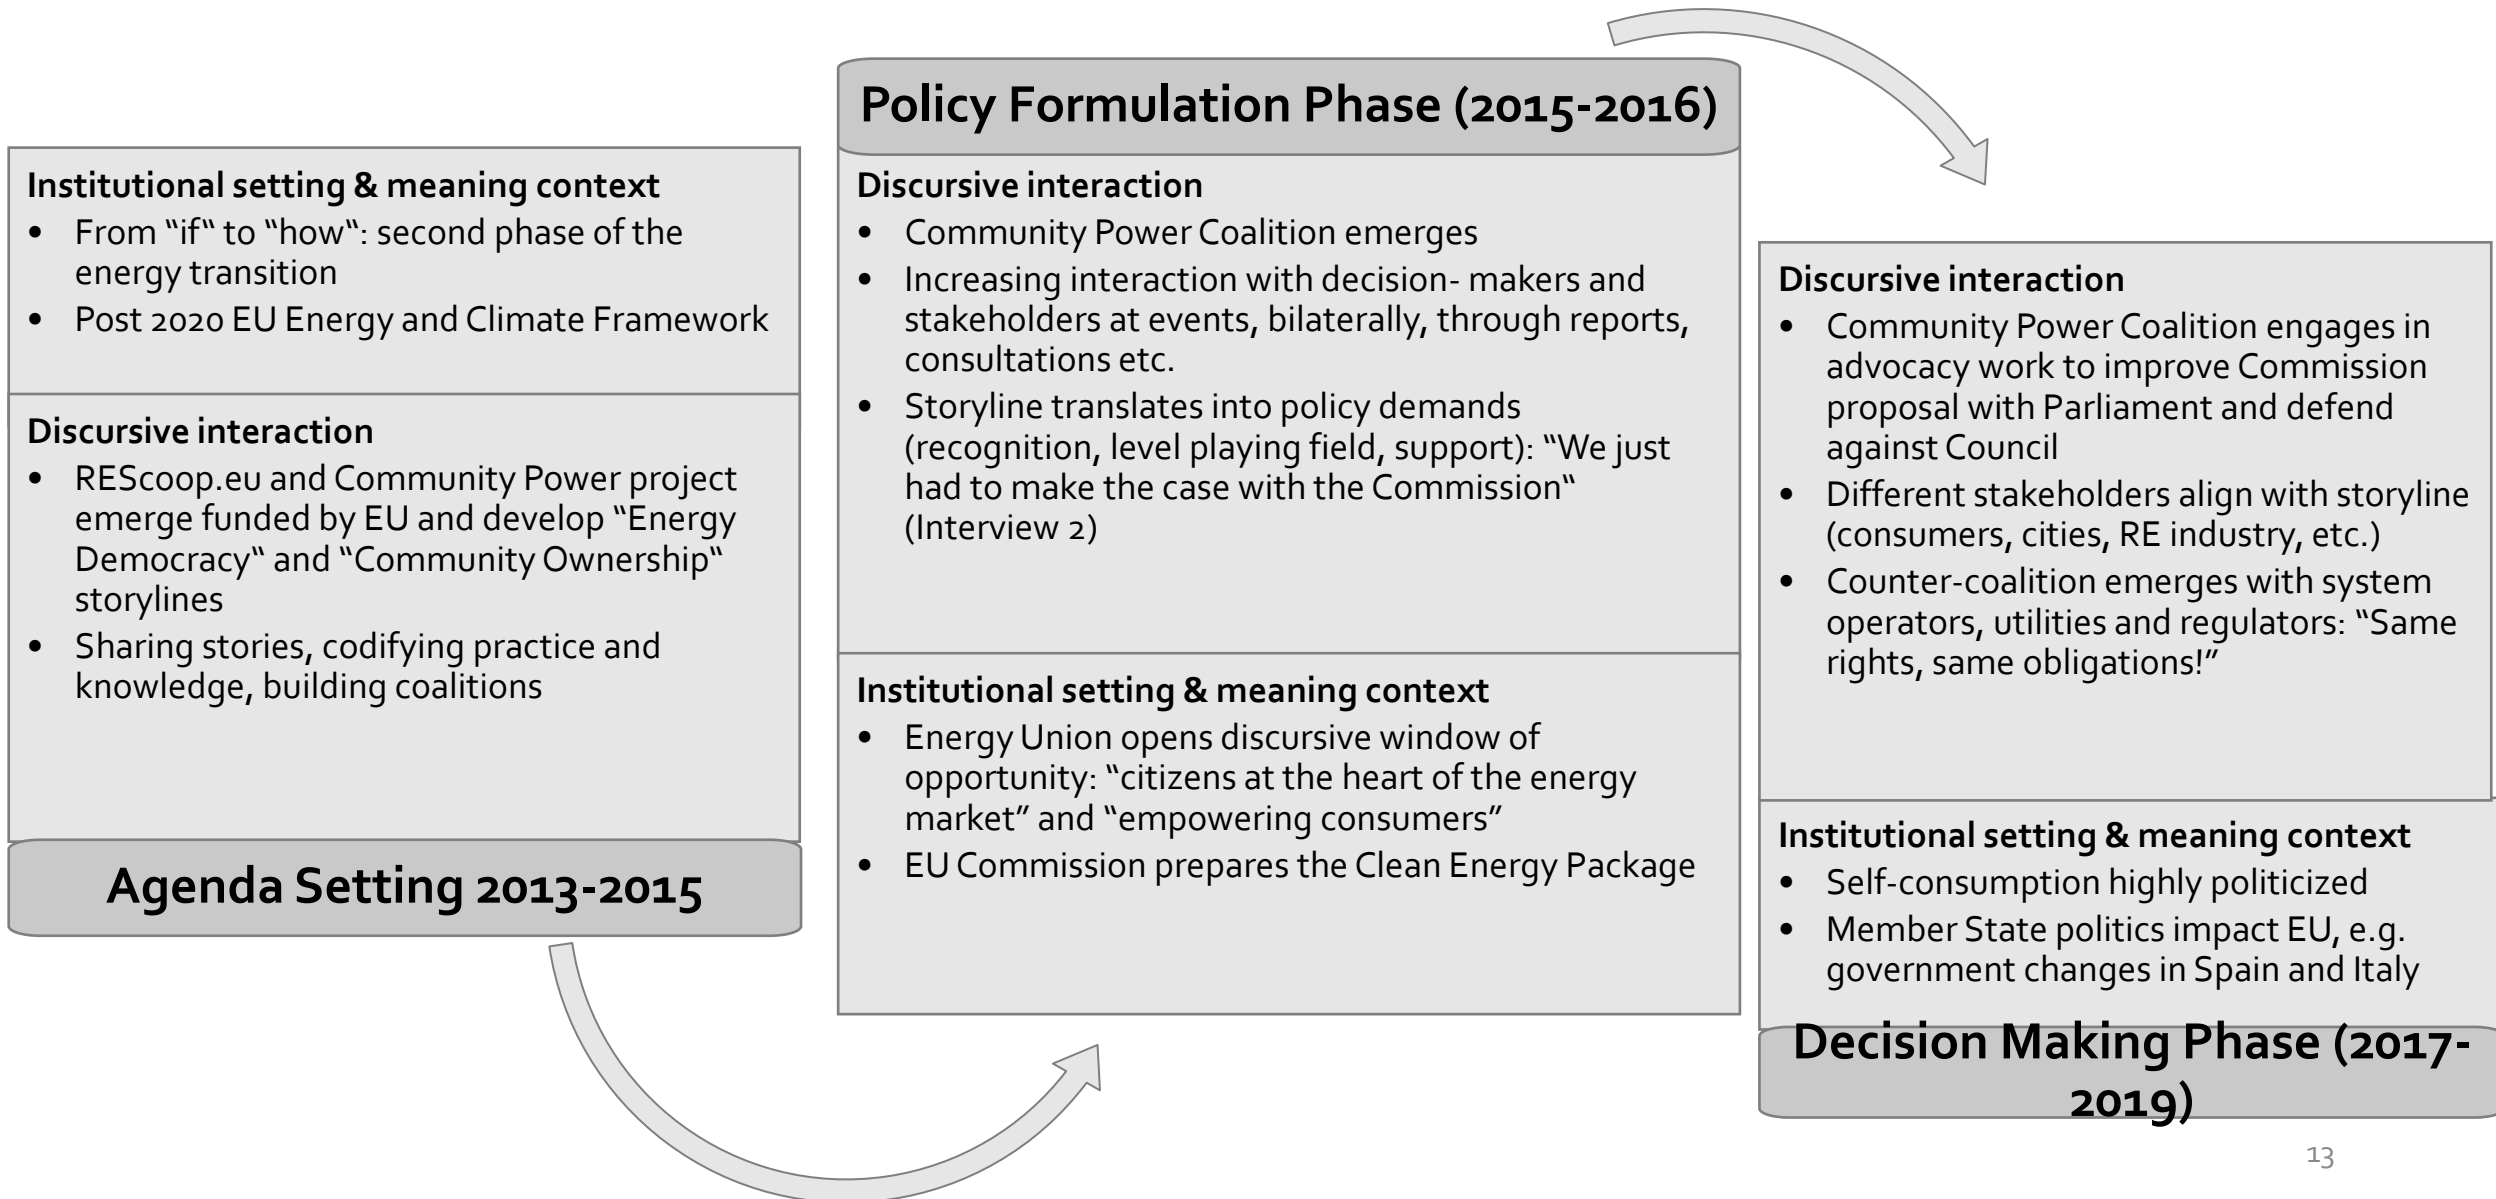 Institutional setting & meaning context
• From “if“ to “how“: second phase of the
energy transition
• Post 2020 EU Energy and Climate Framework
Discursive interaction
• REScoop.eu and Community Power project
emerge funded by EU and develop “Energy
Democracy“ and “Community Ownership“
storylines
• Sharing stories, codifying practice and
knowledge, building coalitions
Agenda Setting 2013-2015
Policy Formulation Phase (2015-2016)
Discursive interaction
• Community Power Coalition emerges
• Increasing interaction with decision- makers and
stakeholders at events, bilaterally, through reports,
consultations etc.
• Storyline translates into policy demands
(recognition, level playing field, support): “We just
had to make the case with the Commission“
(Interview 2)
Institutional setting & meaning context
• Energy Union opens discursive window of
opportunity: “citizens at the heart of the energy
market” and “empowering consumers”
• EU Commission prepares the Clean Energy Package
Discursive interaction
• Community Power Coalition engages in
advocacy work to improve Commission
proposal with Parliament and defend
against Council
• Different stakeholders align with storyline
(consumers, cities, RE industry, etc.)
• Counter-coalition emerges with system
operators, utilities and regulators: “Same
rights, same obligations!”
Institutional setting & meaning context
• Self-consumption highly politicized
• Member State politics impact EU, e.g.
government changes in Spain and Italy
Decision Making Phase (2017-
2019)
13